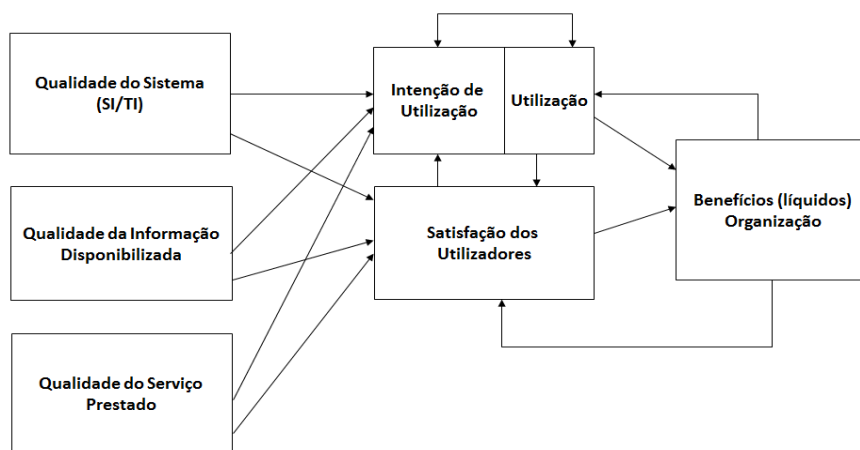 Qualidade do Sistema
(SI/TI)
Intenção de
Utilização
Utilização
Qualidade da Informação
Disponibilizada
Satisfação dos
Utilizadores
Benefícios (líquidos)
Organização
Qualidade do Serviço
Prestado